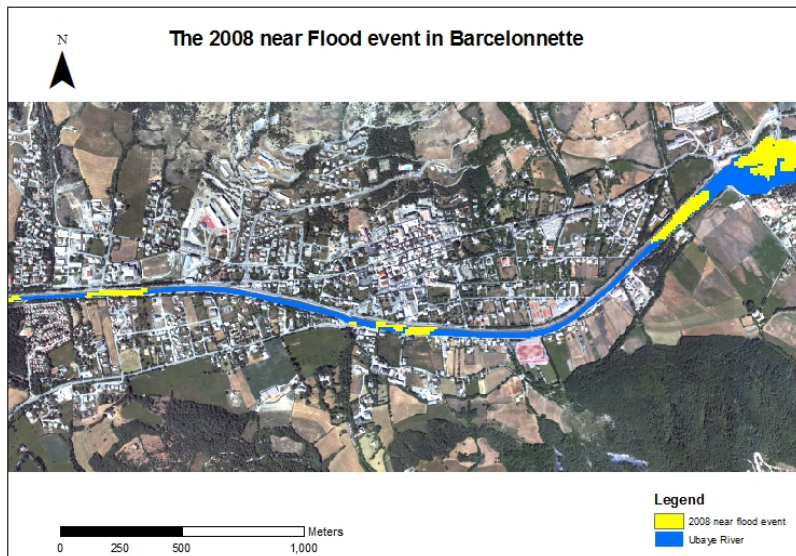 The 2008 near Flood event in Barcelonnette
N
Legend
2008 near flood event
Ubaye River
Meters
0 250 500 1,000